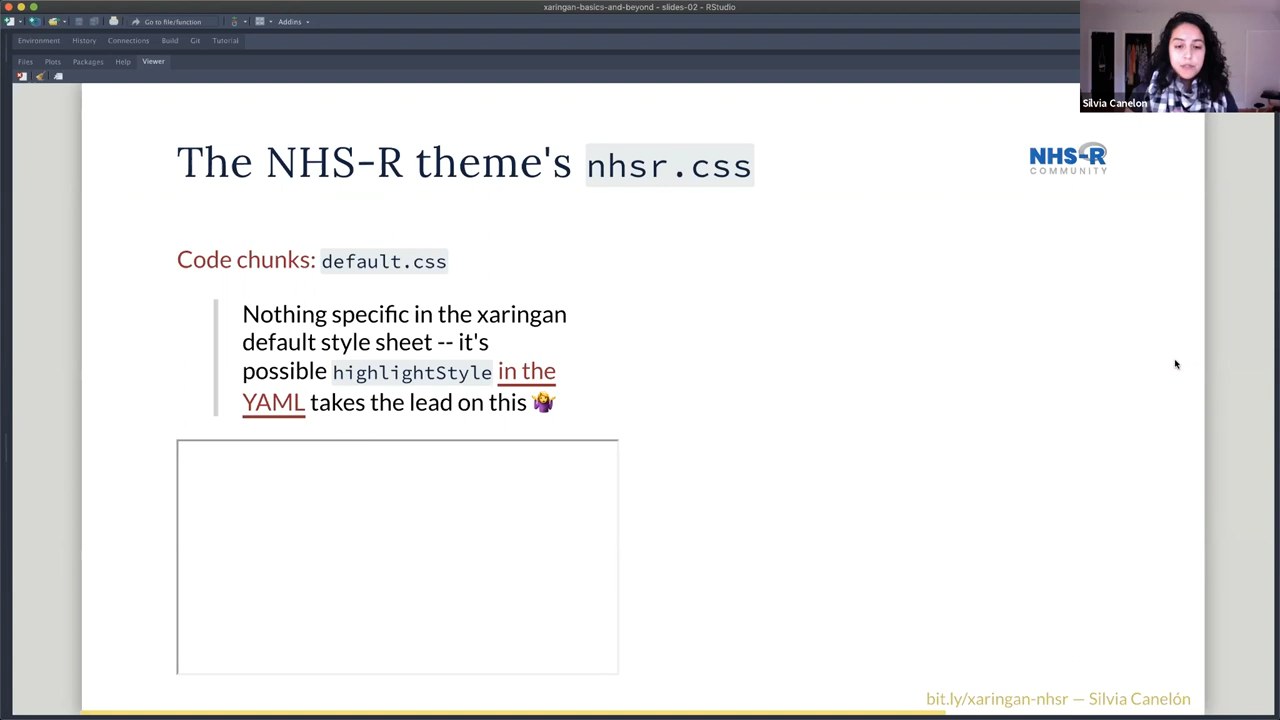 xaringan-basics-and-beyond - slides-02 - RStudio
Go to file/function
Addins
Environment History Connections Build Git Tutorial
Files Plots Packages Help Viewer
Silvia Canelon
The NHS-R theme's nhsr.css
NHS-R
COMMUNITY
Code chunks: default.css
Nothing specific in the xaringan
default style sheet -- it's
possible highlightStyle in the
YAML takes the lead on this 🤷‍♀️
bit.ly/xaringan-nhsr — Silvia Canelón